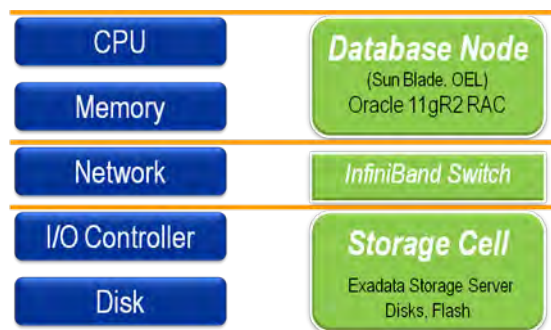 CPU
Memory
Database Node
(Sun Blade. OEL)
Oracle 11gR2 RAC
Network
InfiniBand Switch
I/O Controller
Disk
Storage Cell
Exadata Storage Server
Disks, Flash